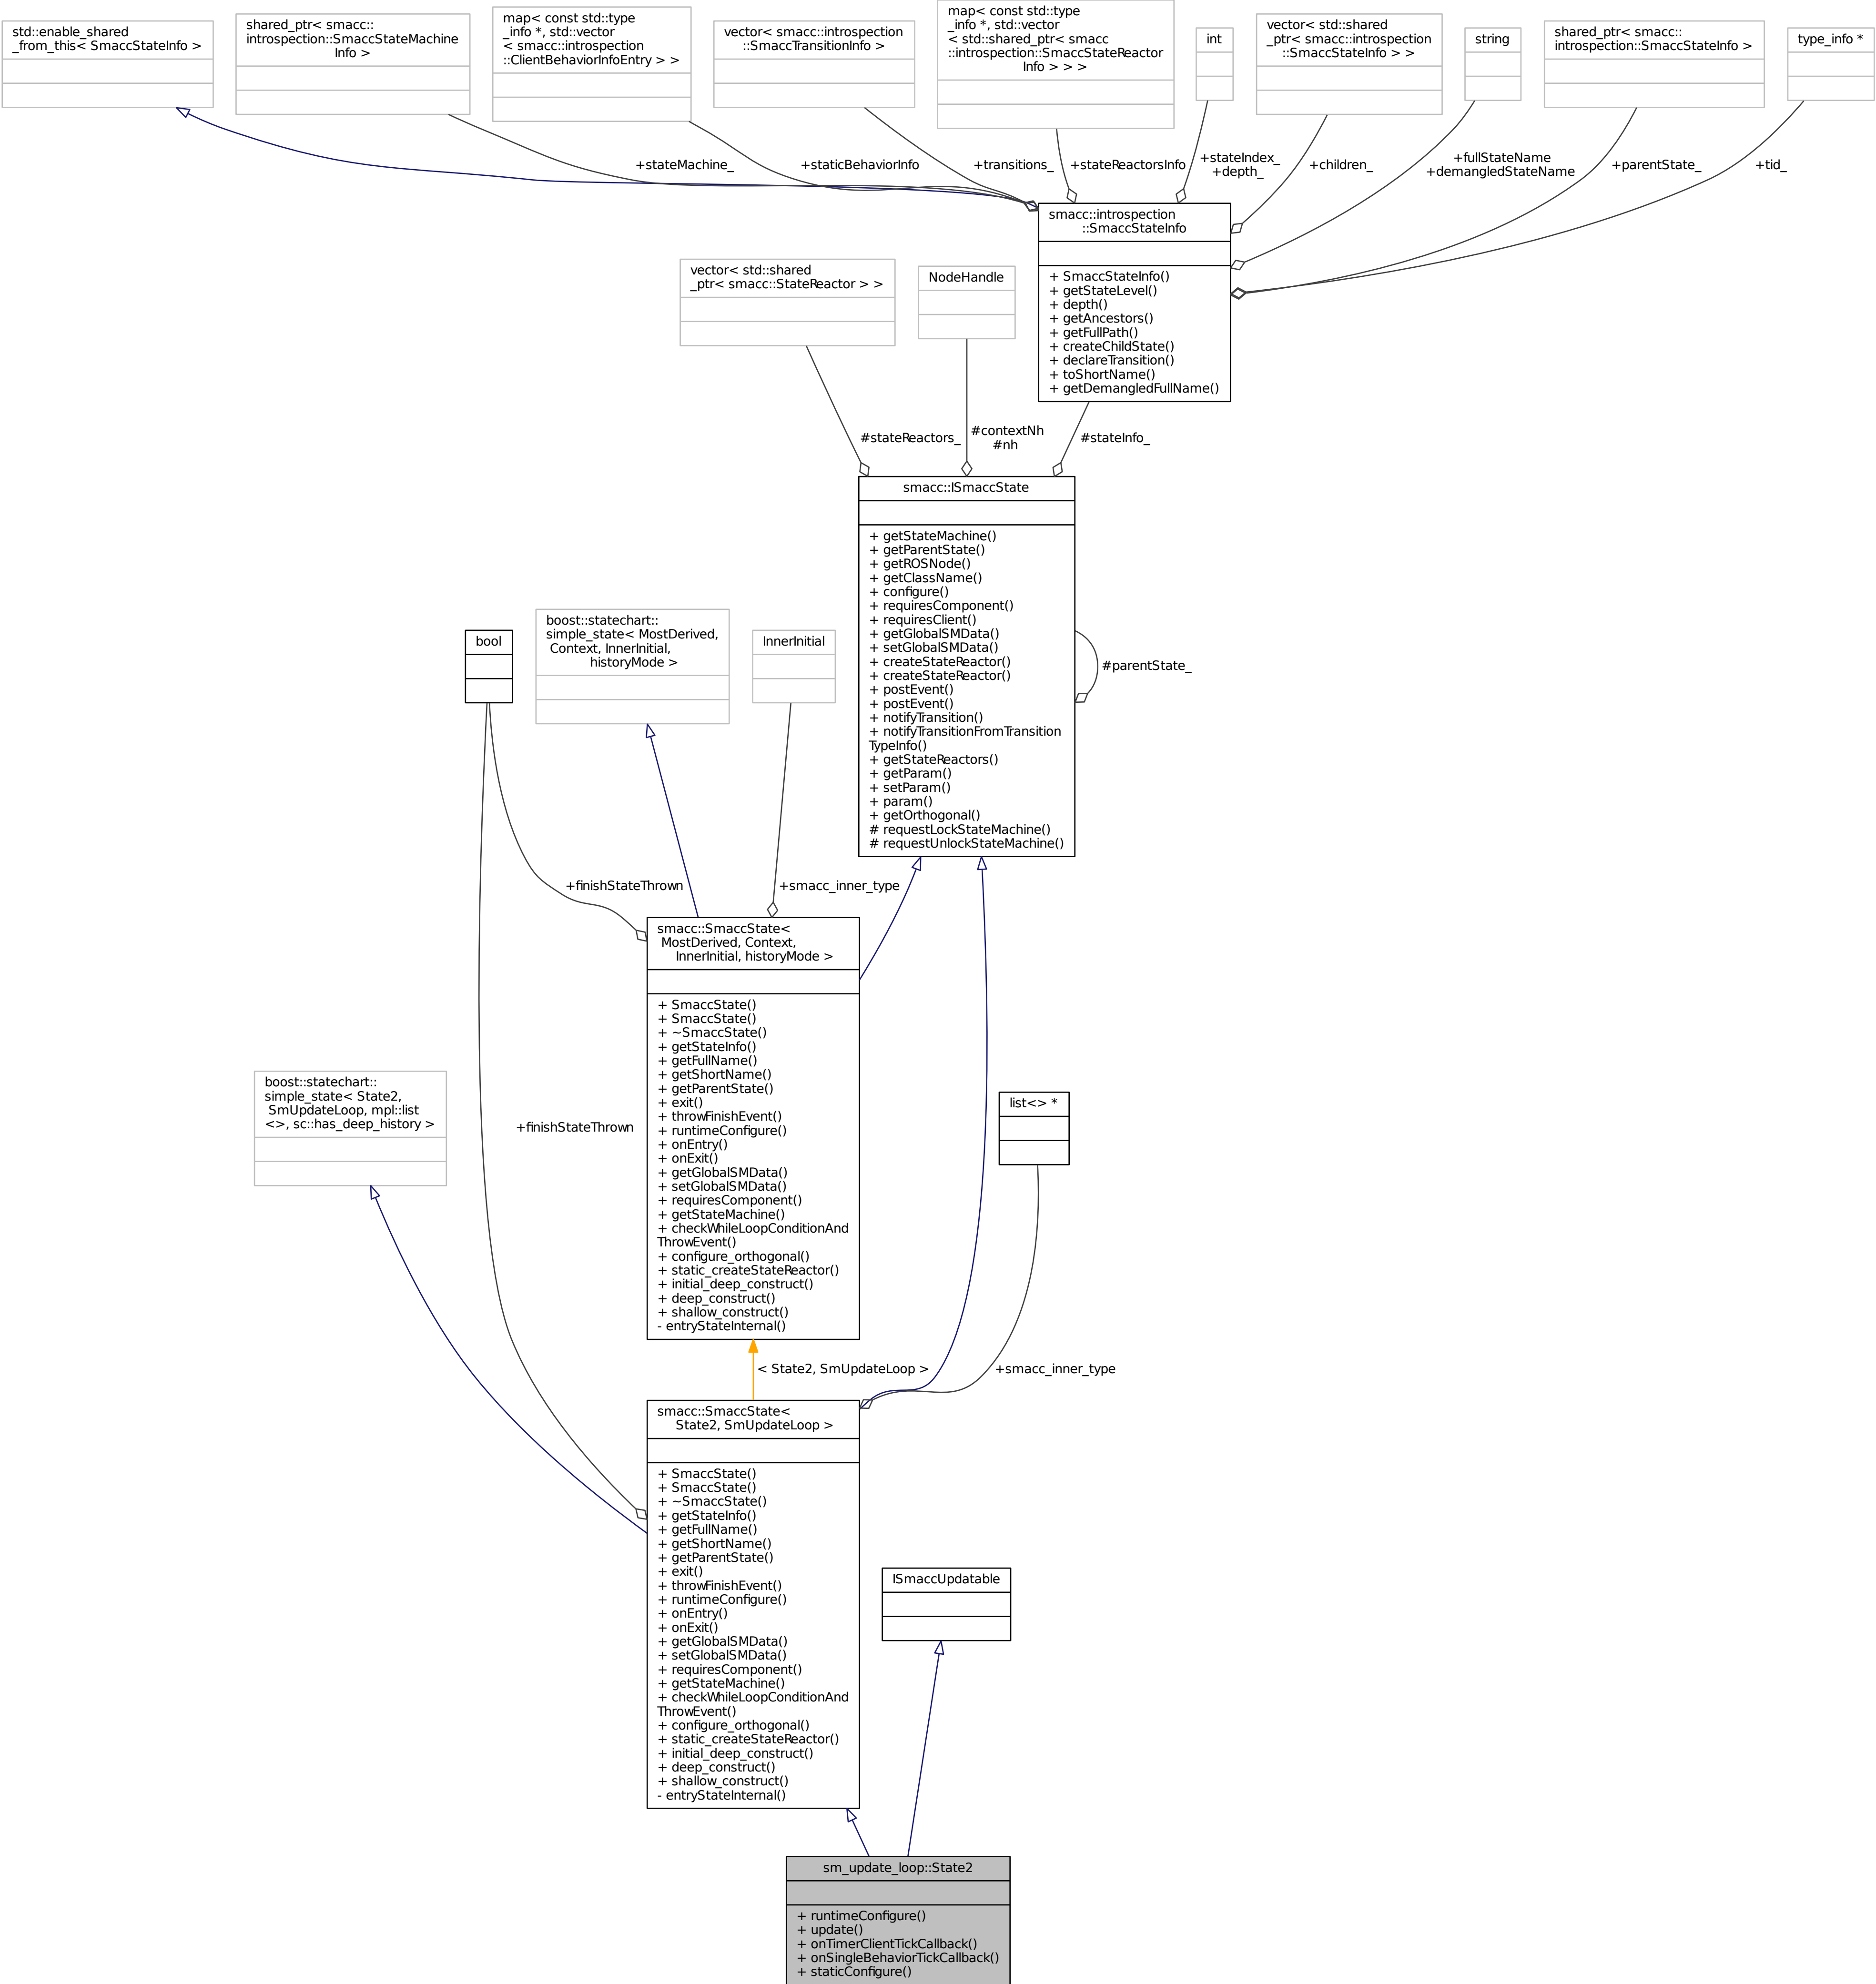 std::enable_shared
_from_this< SmaccStateInfo >
shared_ptr< smacc::
introspection::SmaccStateMachine
Info >
map< const std::type
_info *, std::vector
< smacc::introspection
::ClientBehaviorInfoEntry > >
vector< smacc::introspection
::SmaccTransitionInfo >
map< const std::type
_info *, std::vector
< std::shared_ptr< smacc
::introspection::SmaccStateReactor
Info > > >
int
vector< std::shared
_ptr< smacc::introspection
::SmaccStateInfo > >
string
shared_ptr< smacc::
introspection::SmaccStateInfo >
type_info *
+stateMachine_
+staticBehaviorInfo
+transitions_
+stateReactorsInfo
+stateIndex_
+depth_
+children_
+fullStateName
+demangledStateName
+parentState_
+tid_
smacc::introspection
::SmaccStateInfo
+ SmaccStateInfo()
+ getStateLevel()
+ depth()
+ getAncestors()
+ getFullPath()
+ createChildState()
+ declareTransition()
+ toShortName()
+ getDemangledFullName()
vector< std::shared
_ptr< smacc::StateReactor > >
NodeHandle
#stateReactors_
#contextNh
#nh
#stateInfo_
smacc::ISmaccState
+ getStateMachine()
+ getParentState()
+ getROSNode()
+ getClassName()
+ configure()
+ requiresComponent()
+ requiresClient()
+ getGlobalSMData()
+ setGlobalSMData()
+ createStateReactor()
+ createStateReactor()
+ postEvent()
+ postEvent()
+ notifyTransition()
+ notifyTransitionFromTransition
TypeInfo()
+ getStateReactors()
+ getParam()
+ setParam()
+ param()
+ getOrthogonal()
# requestLockStateMachine()
# requestUnlockStateMachine()
#parentState_
bool
boost::statechart::
simple_state< MostDerived,
Context, InnerInitial,
historyMode >
InnerInitial
+finishStateThrown
+smacc_inner_type
smacc::SmaccState<
MostDerived, Context,
InnerInitial, historyMode >
+ SmaccState()
+ SmaccState()
+ ~SmaccState()
+ getStateInfo()
+ getFullName()
+ getShortName()
+ getParentState()
+ exit()
+ throwFinishEvent()
+ runtimeConfigure()
+ onEntry()
+ onExit()
+ getGlobalSMData()
+ setGlobalSMData()
+ requiresComponent()
+ getStateMachine()
+ checkWhileLoopConditionAnd
ThrowEvent()
+ configure_orthogonal()
+ static_createStateReactor()
+ initial_deep_construct()
+ deep_construct()
+ shallow_construct()
- entryStateInternal()
boost::statechart::
simple_state< State2,
SmUpdateLoop, mpl::list
<>, sc::has_deep_history >
+finishStateThrown
list<> *
< State2, SmUpdateLoop >
+smacc_inner_type
smacc::SmaccState<
State2, SmUpdateLoop >
+ SmaccState()
+ SmaccState()
+ ~SmaccState()
+ getStateInfo()
+ getFullName()
+ getShortName()
+ getParentState()
+ exit()
+ throwFinishEvent()
+ runtimeConfigure()
+ onEntry()
+ onExit()
+ getGlobalSMData()
+ setGlobalSMData()
+ requiresComponent()
+ getStateMachine()
+ checkWhileLoopConditionAnd
ThrowEvent()
+ configure_orthogonal()
+ static_createStateReactor()
+ initial_deep_construct()
+ deep_construct()
+ shallow_construct()
- entryStateInternal()
ISmaccUpdatable
sm_update_loop::State2
+ runtimeConfigure()
+ update()
+ onTimerClientTickCallback()
+ onSingleBehaviorTickCallback()
+ staticConfigure()